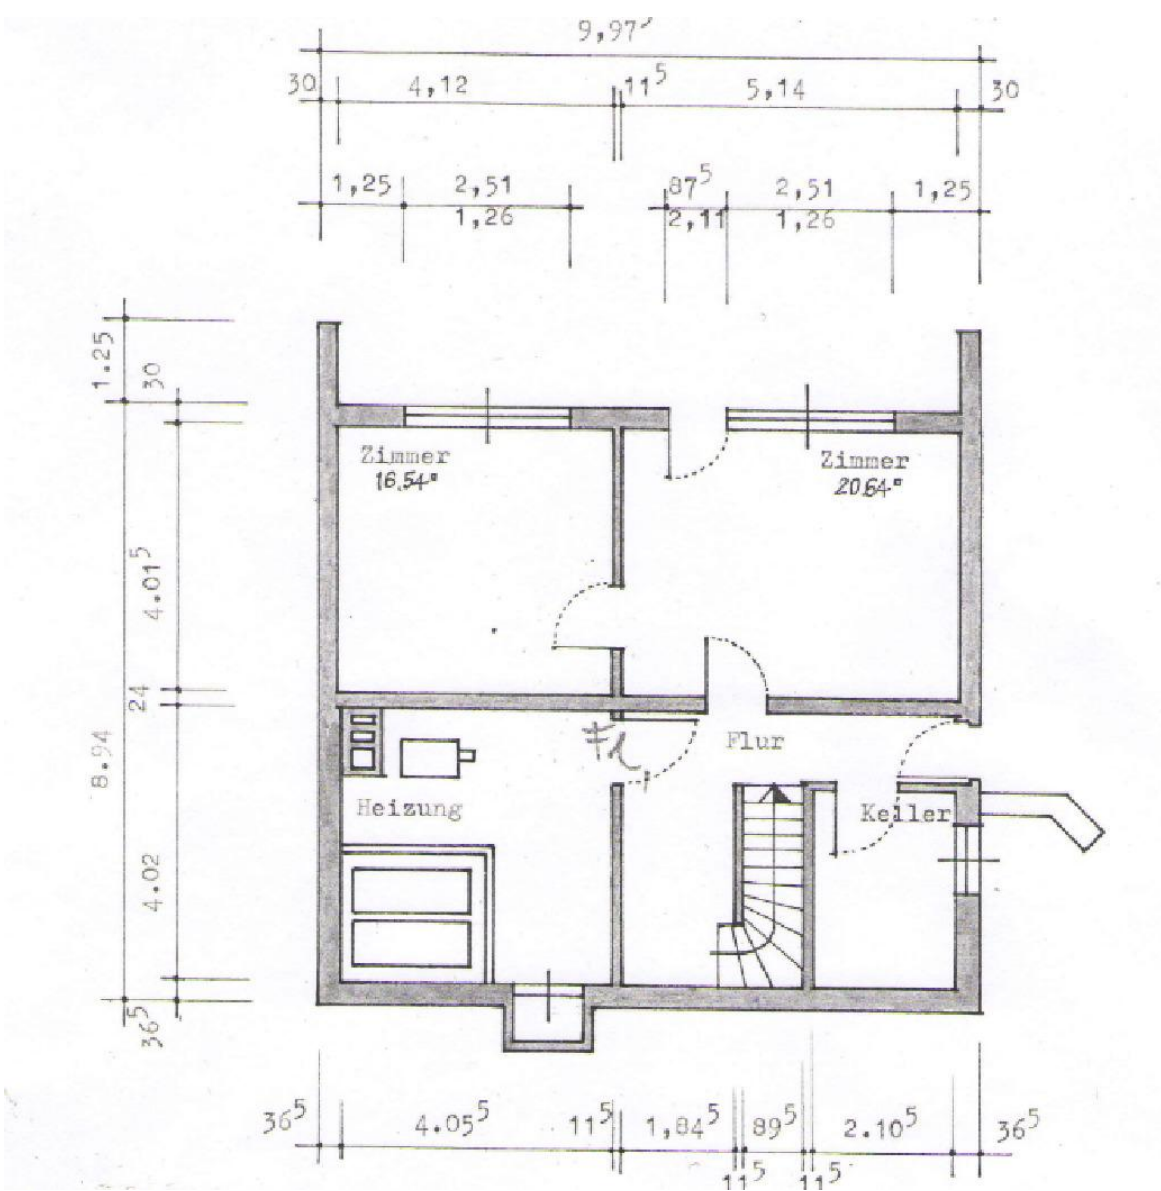 9,97⁵
30 4,12 11⁵ 5,14 30
1,25 2,51 87⁵ 2,51 1,25
1,26 2,11 1,26
1.25
30
Zimmer
16.54
Zimmer
20.64
4.01⁵
24
8.94
Flur
Heizung
Keller
4.02
36⁵
36⁵ 4.05⁵ 11⁵ 1,84⁵ 89⁵ 2.10⁵ 36⁵
11⁵ 11⁵